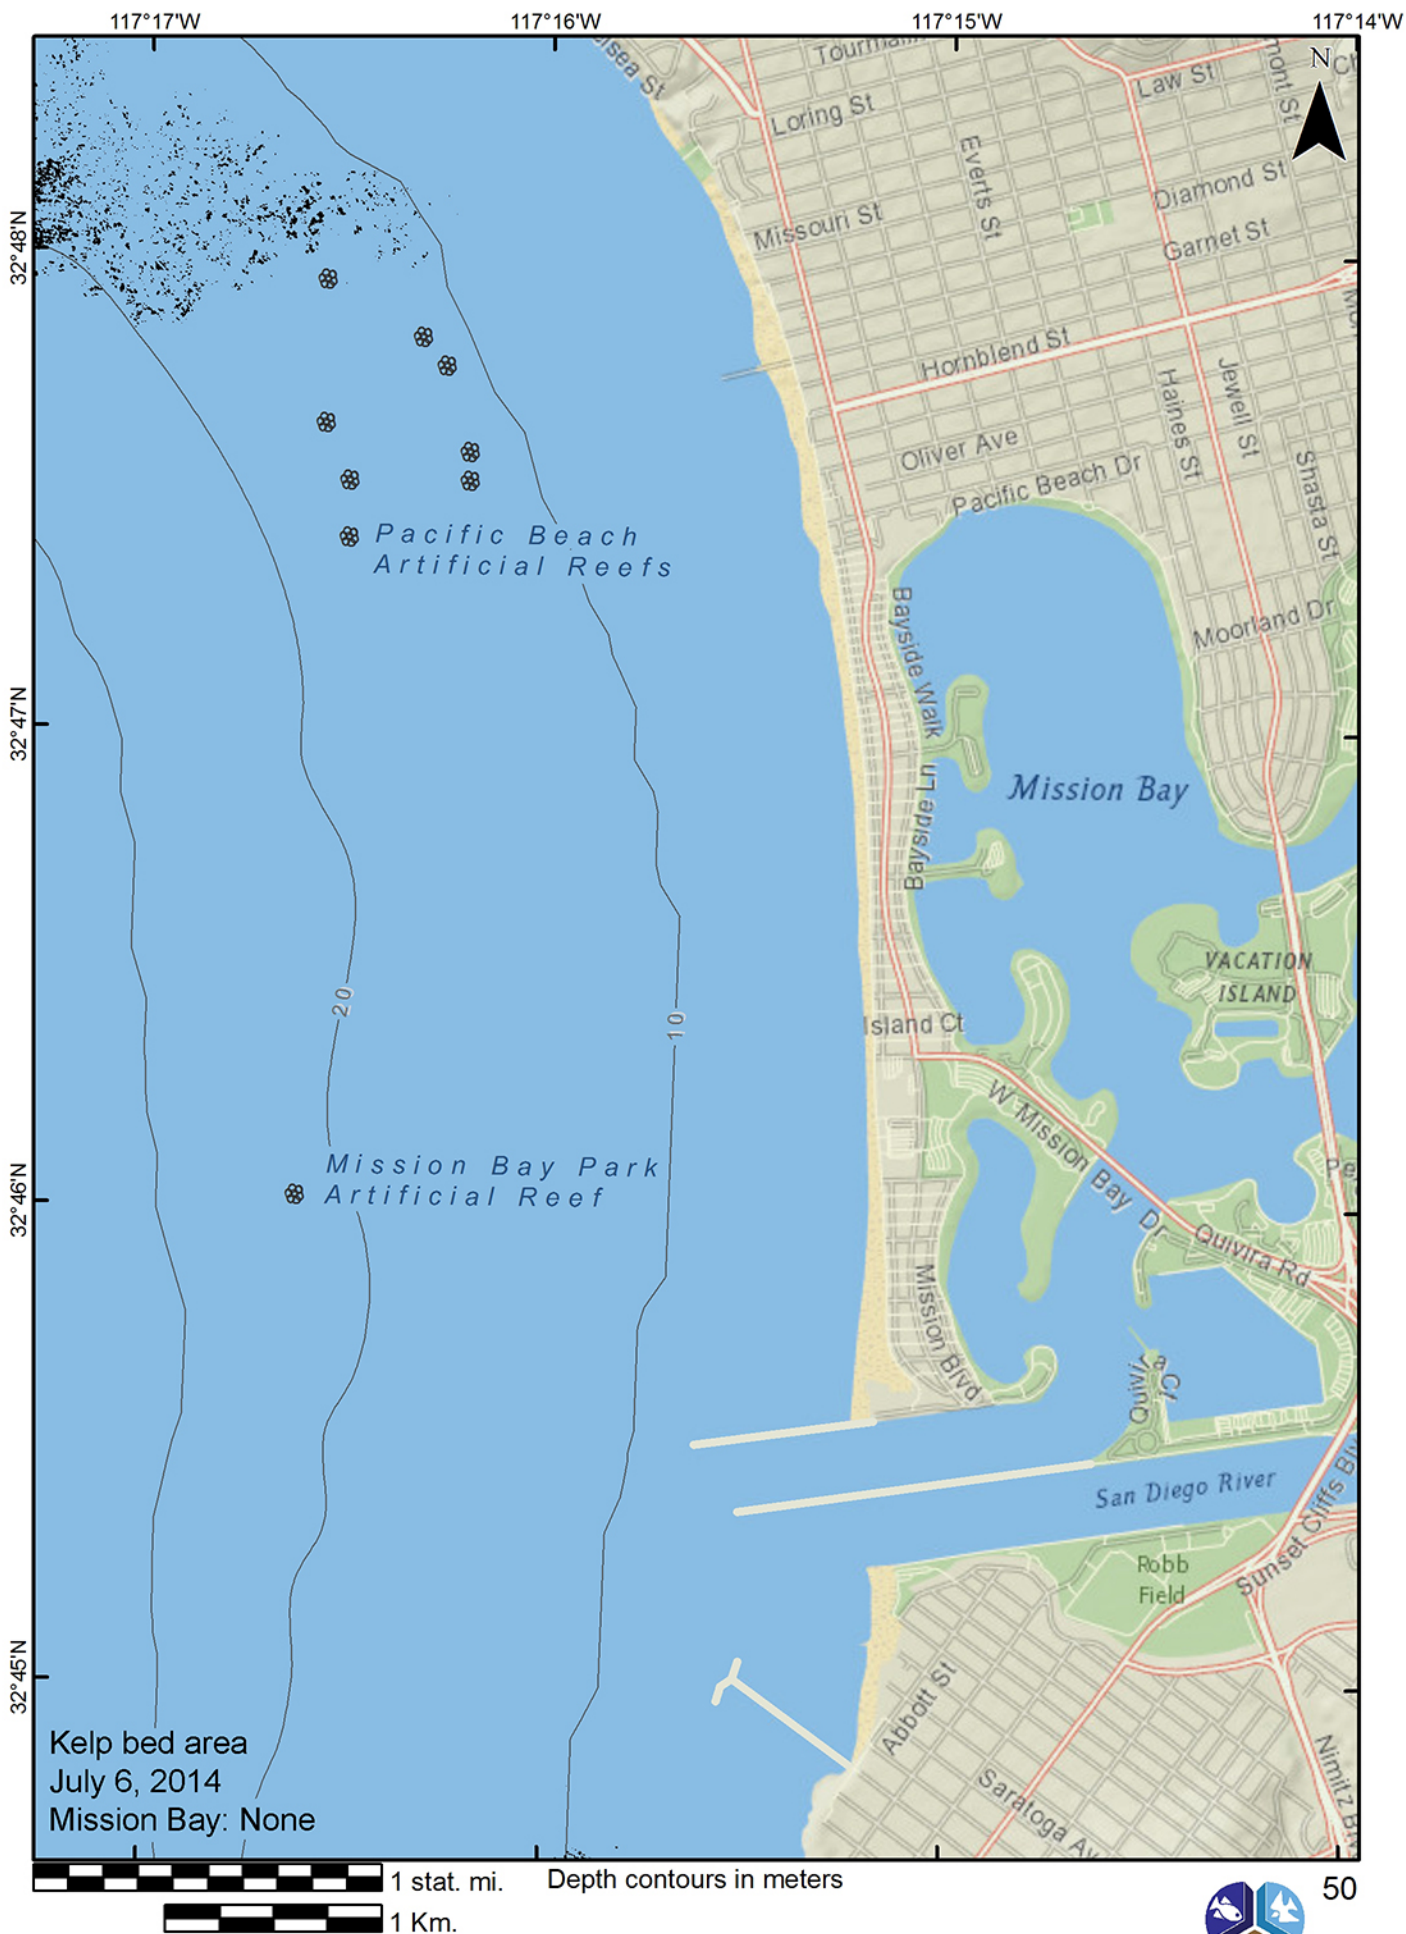 117°17'W 117°16'W 117°15'W 117°14'W
N
Tourmali
Law St
Loring St
Everts St
Diamond St
Missouri St
Garnet St
32°48'N
Hornblend St
Jewell St
Haines St
Oliver Ave
Shasta St
Pacific Beach Dr
Pacific Beach
Artificial Reefs
Bayside Walk
Moorland Dr
32°47'N
Mission Bay
Bayside Ln
VACATION
ISLAND
20
10
Island Ct
W Mission Bay Dr
Mission Bay Park
Artificial Reef
32°46'N
Quivira Rd
Mission Blvd
Quivira Ct
San Diego River
Sunset Cliffs Blv
Robb
Field
32°45'N
Abbott St
Kelp bed area
July 6, 2014
Mission Bay: None
Nimitz B
Saratoga Av
1 stat. mi.
Depth contours in meters
50
1 Km.